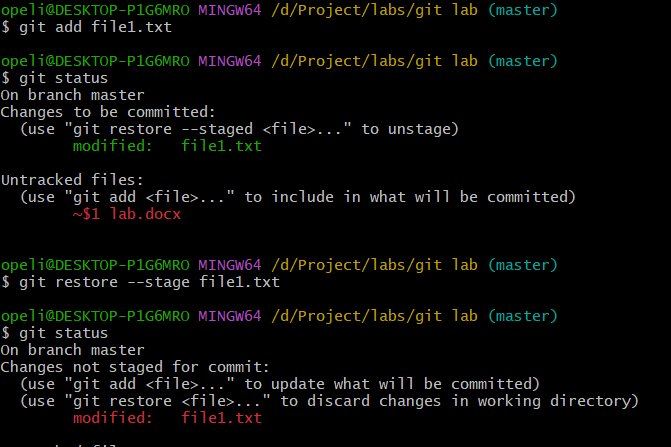 opeli@DESKTOP-P1G6MRO MINGW64 /d/Project/labs/git lab (master)
$ git add file1.txt
opeli@DESKTOP-P1G6MRO MINGW64 /d/Project/labs/git lab (master)
$ git status
On branch master
Changes to be committed:
  (use "git restore --staged <file>..." to unstage)
        modified:   file1.txt
Untracked files:
  (use "git add <file>..." to include in what will be committed)
        ~$1 lab.docx
opeli@DESKTOP-P1G6MRO MINGW64 /d/Project/labs/git lab (master)
$ git restore --stage file1.txt
opeli@DESKTOP-P1G6MRO MINGW64 /d/Project/labs/git lab (master)
$ git status
On branch master
Changes not staged for commit:
  (use "git add <file>..." to update what will be committed)
  (use "git restore <file>..." to discard changes in working directory)
        modified:   file1.txt